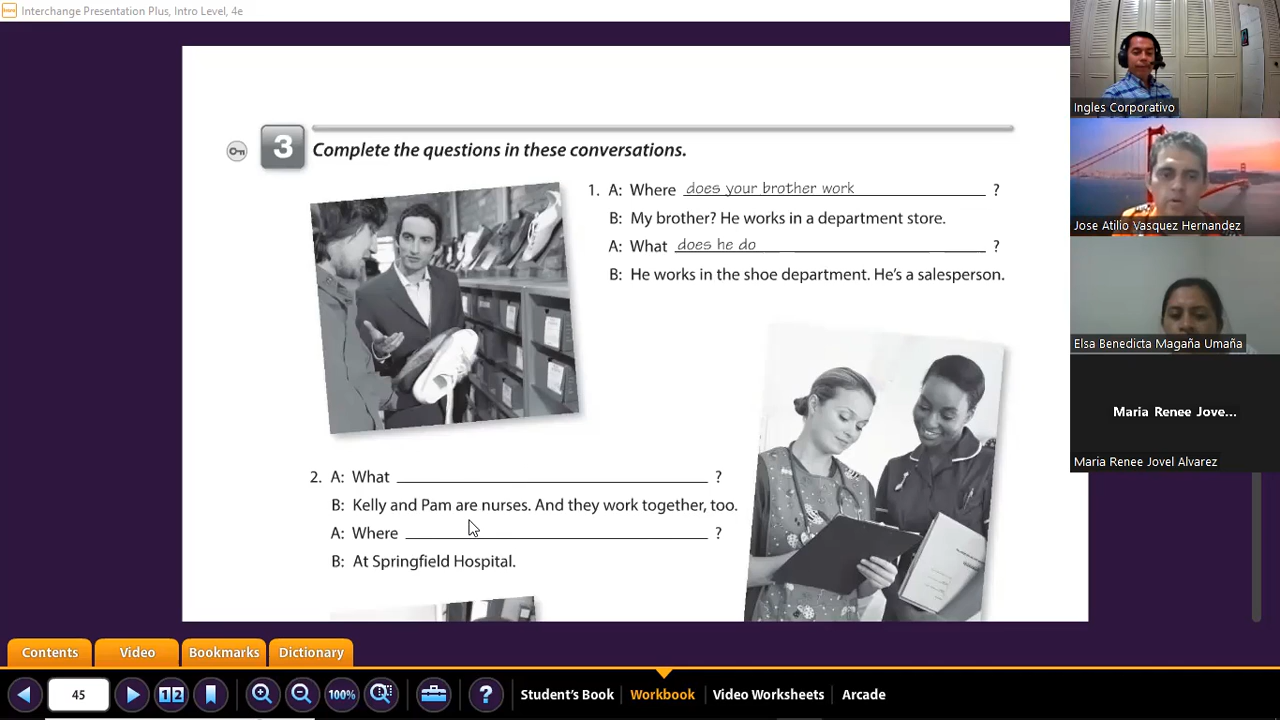 Interchange Presentation Plus, Intro Level, 4e
Ingles Corporativo
Jose Atilio Vasquez Hernandez
Elsa Benedicta Magaña Umaña
Maria Renee Jove...
Maria Renee Jovel Alvarez
3 Complete the questions in these conversations.
1. A: Where does your brother work ?
B: My brother? He works in a department store.
A: What does he do ?
B: He works in the shoe department. He's a salesperson.
2. A: What ?
B: Kelly and Pam are nurses. And they work together, too.
A: Where ?
B: At Springfield Hospital.
Contents Video Bookmarks Dictionary
45 1 2 100% ? Student's Book Workbook Video Worksheets Arcade